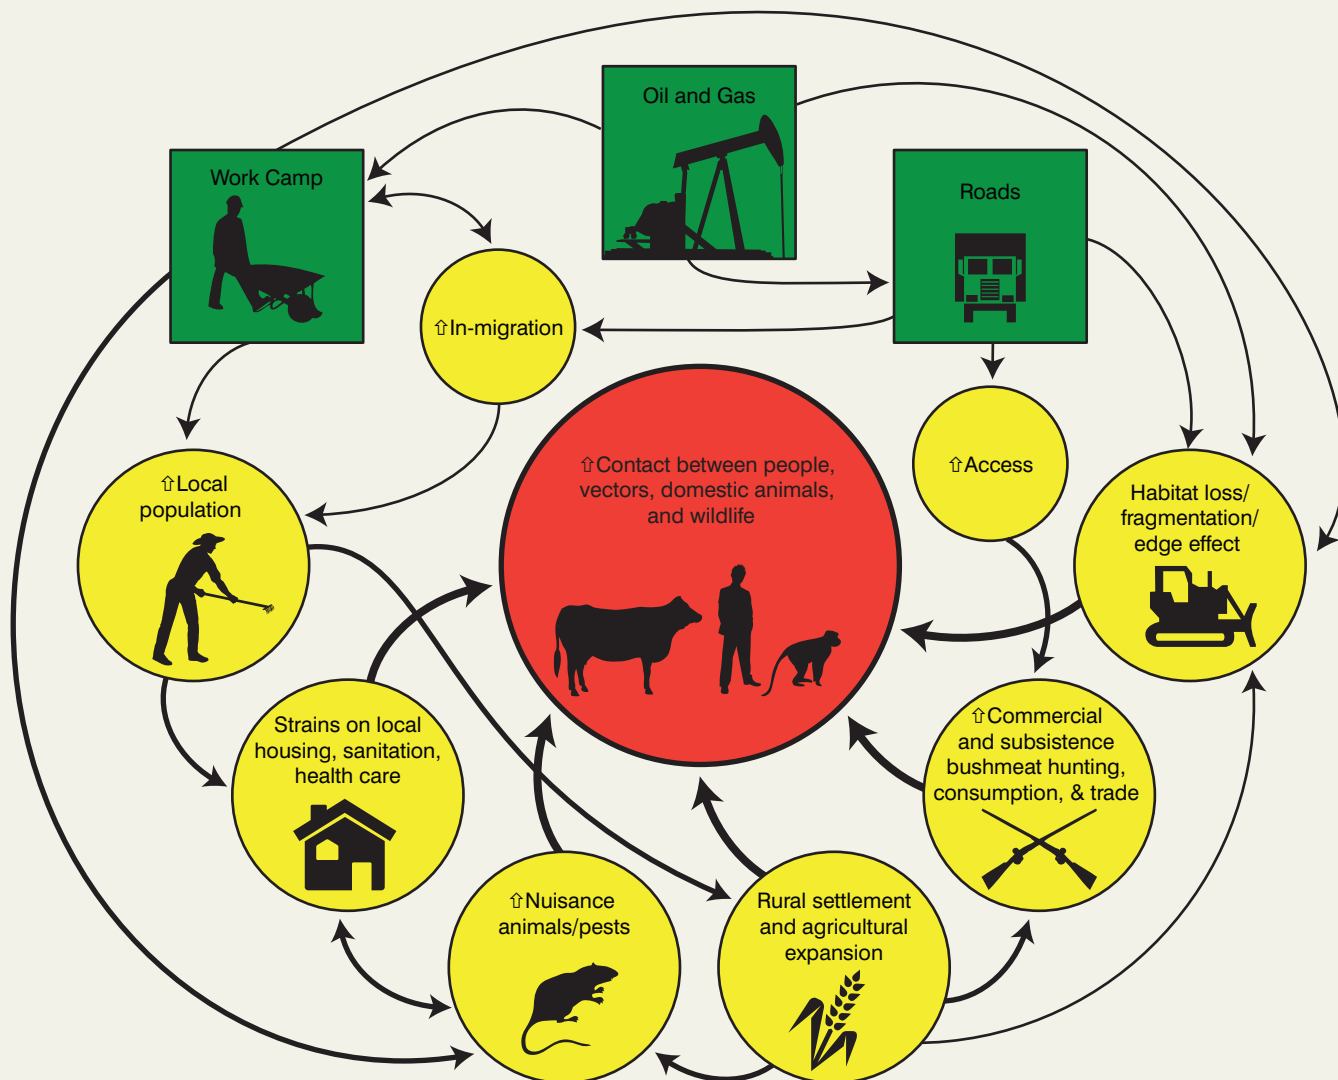 Oil and Gas
Work Camp
Roads
⇧In-migration
⇧Contact between people,
vectors, domestic animals,
and wildlife
⇧Access
⇧Local
population
Habitat loss/
fragmentation/
edge effect
Strains on local
housing, sanitation,
health care
⇧Commercial
and subsistence
bushmeat hunting,
consumption, & trade
⇧Nuisance
animals/pests
Rural settlement
and agricultural
expansion